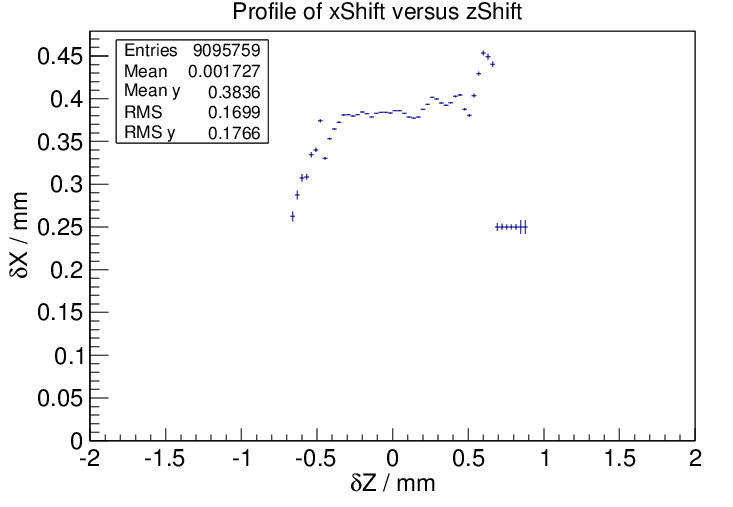 Profile of xShift versus zShift
Entries 9095759
Mean 0.001727
Mean y 0.3836
RMS 0.1699
RMS y 0.1766
δX / mm
0.45
0.4
0.35
0.3
0.25
0.2
0.15
0.1
0.05
0
-2 -1.5 -1 -0.5 0 0.5 1 1.5 2
δZ / mm